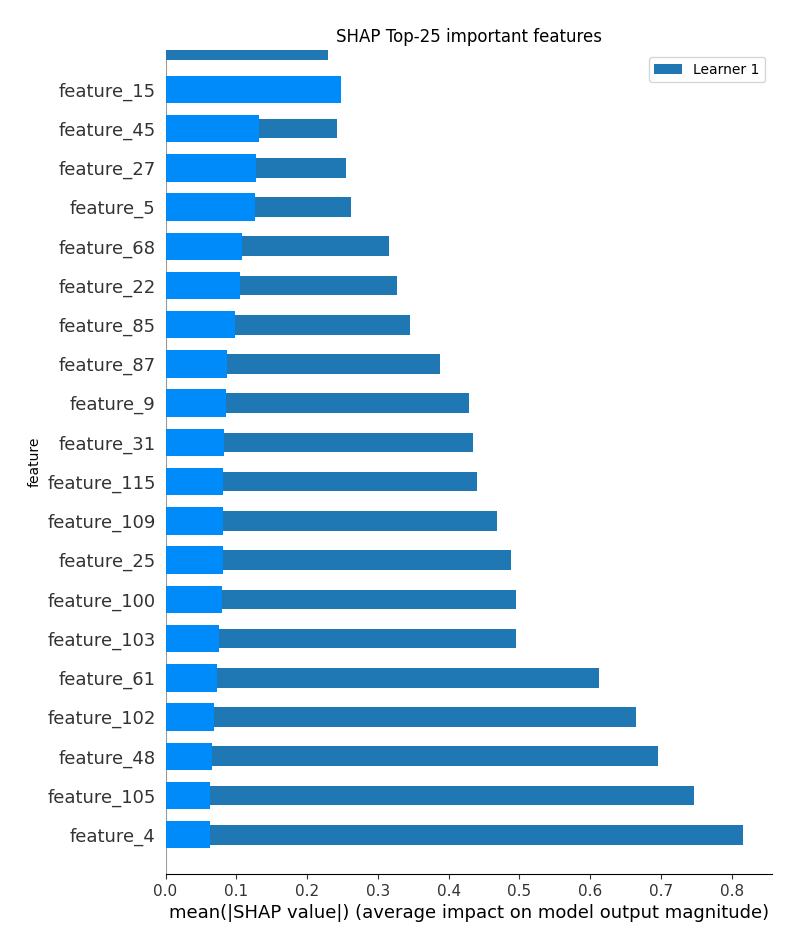 SHAP Top-25 important features
Learner 1
feature_15
feature_45
feature_27
feature_5
feature_68
feature_22
feature_85
feature_87
feature_9
feature_31
feature_115
feature_109
feature_25
feature_100
feature_103
feature_61
feature_102
feature_48
feature_105
feature_4
feature
0.0 0.1 0.2 0.3 0.4 0.5 0.6 0.7 0.8
mean(|SHAP value|) (average impact on model output magnitude)